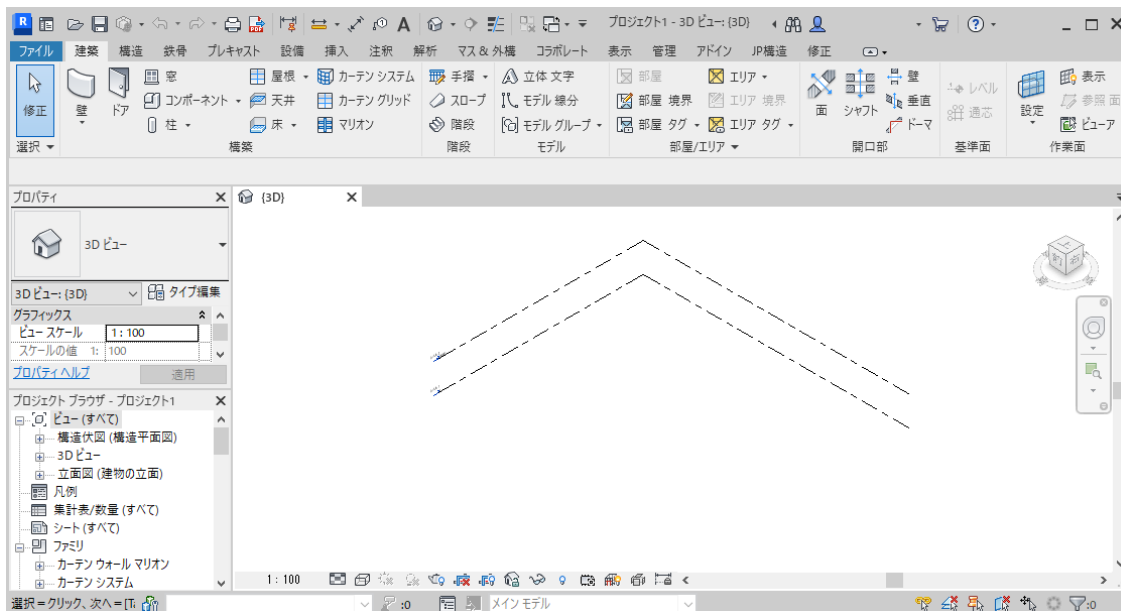 R プロジェクト1 - 3D ビュー: {3D}
ファイル 建築 構造 鉄骨 プレキャスト 設備 挿入 注釈 解析 マス & 外構 コラボレート 表示 管理 アドイン JP構造 修正
窓 屋根 カーテン システム 手摺 立体 文字 部屋 エリア 壁 表示
修正 壁 ドア コンポーネント 天井 カーテン グリッド スロープ モデル 線分 部屋 境界 エリア 境界 面 シャフト 垂直 レベル 設定 参照 面
柱 床 マリオン 階段 モデル グループ 部屋 タグ エリア タグ ドーマ 通芯 ビューア
選択 構築 階段 モデル 部屋/エリア 開口部 基準面 作業面
プロパティ
{3D}
3D ビュー
3D ビュー: {3D} タイプ編集
グラフィックス
ビュー スケール 1 : 100
スケールの値 1: 100
プロパティ ヘルプ 適用
プロジェクト ブラウザ - プロジェクト1
ビュー (すべて)
構造伏図 (構造平面図)
3D ビュー
立面図 (建物の立面)
凡例
集計表/数量 (すべて)
シート (すべて)
ファミリ
カーテン ウォール マリオン
カーテン システム
1 : 100
選択 = クリック、次へ = [T :0 メイン モデル :0